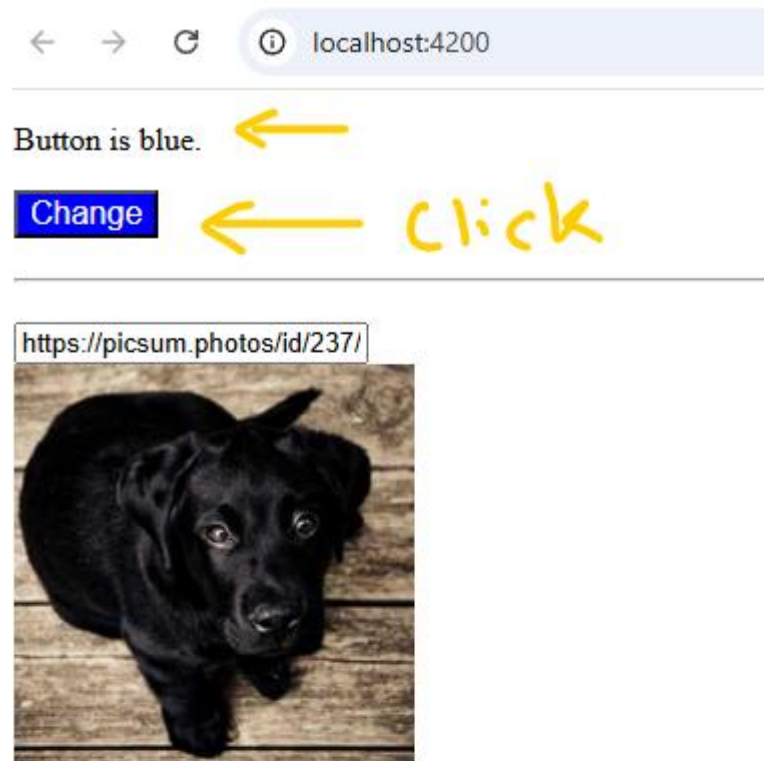 localhost:4200
Button is blue.
Change
click
https://picsum.photos/id/237/